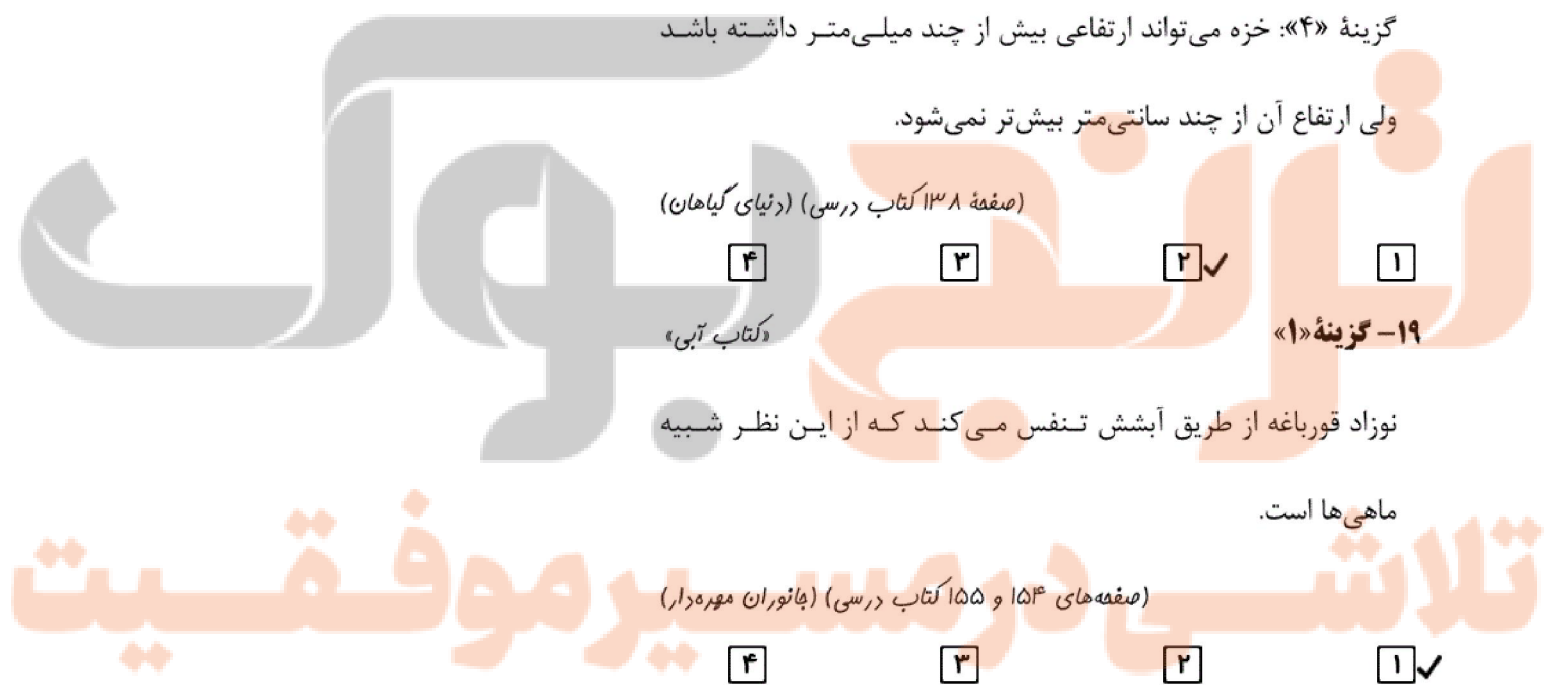 گزینهٔ «۴»: خزه می‌تواند ارتفاعی بیش از چند میلی‌متر داشته باشد
ولی ارتفاع آن از چند سانتی‌متر بیش‌تر نمی‌شود.
(صفحهٔ ۱۳۸ کتاب درسی) (دنیای گیاهان)
۱ ۲ ۳ ۴
۱۹- گزینهٔ «۱» «کتاب آبی»
نوزاد قورباغه از طریق آبشش تنفس می‌کند که از این نظر شبیه
ماهی‌ها است.
(صفحه‌های ۱۵۴ و ۱۵۵ کتاب درسی) (جانوران مهره‌دار)
۱ ۲ ۳ ۴
ترنج بوک
تلاشی در مسیر موفقیت